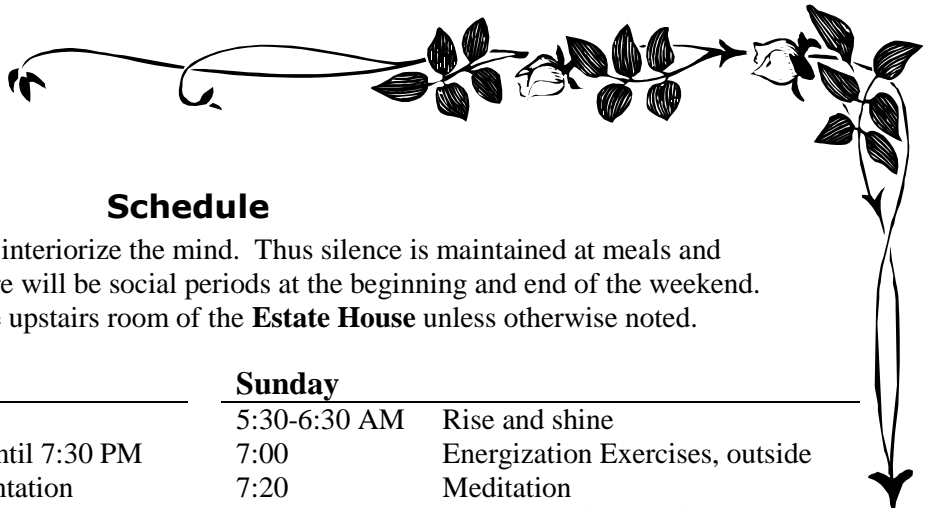 Schedule
interiorize the mind. Thus silence is maintained at meals and
will be social periods at the beginning and end of the weekend.
upstairs room of the Estate House unless otherwise noted.
Sunday
5:30-6:30 AM Rise and shine
until 7:30 PM
7:00 Energization Exercises, outside
7:20 Meditation